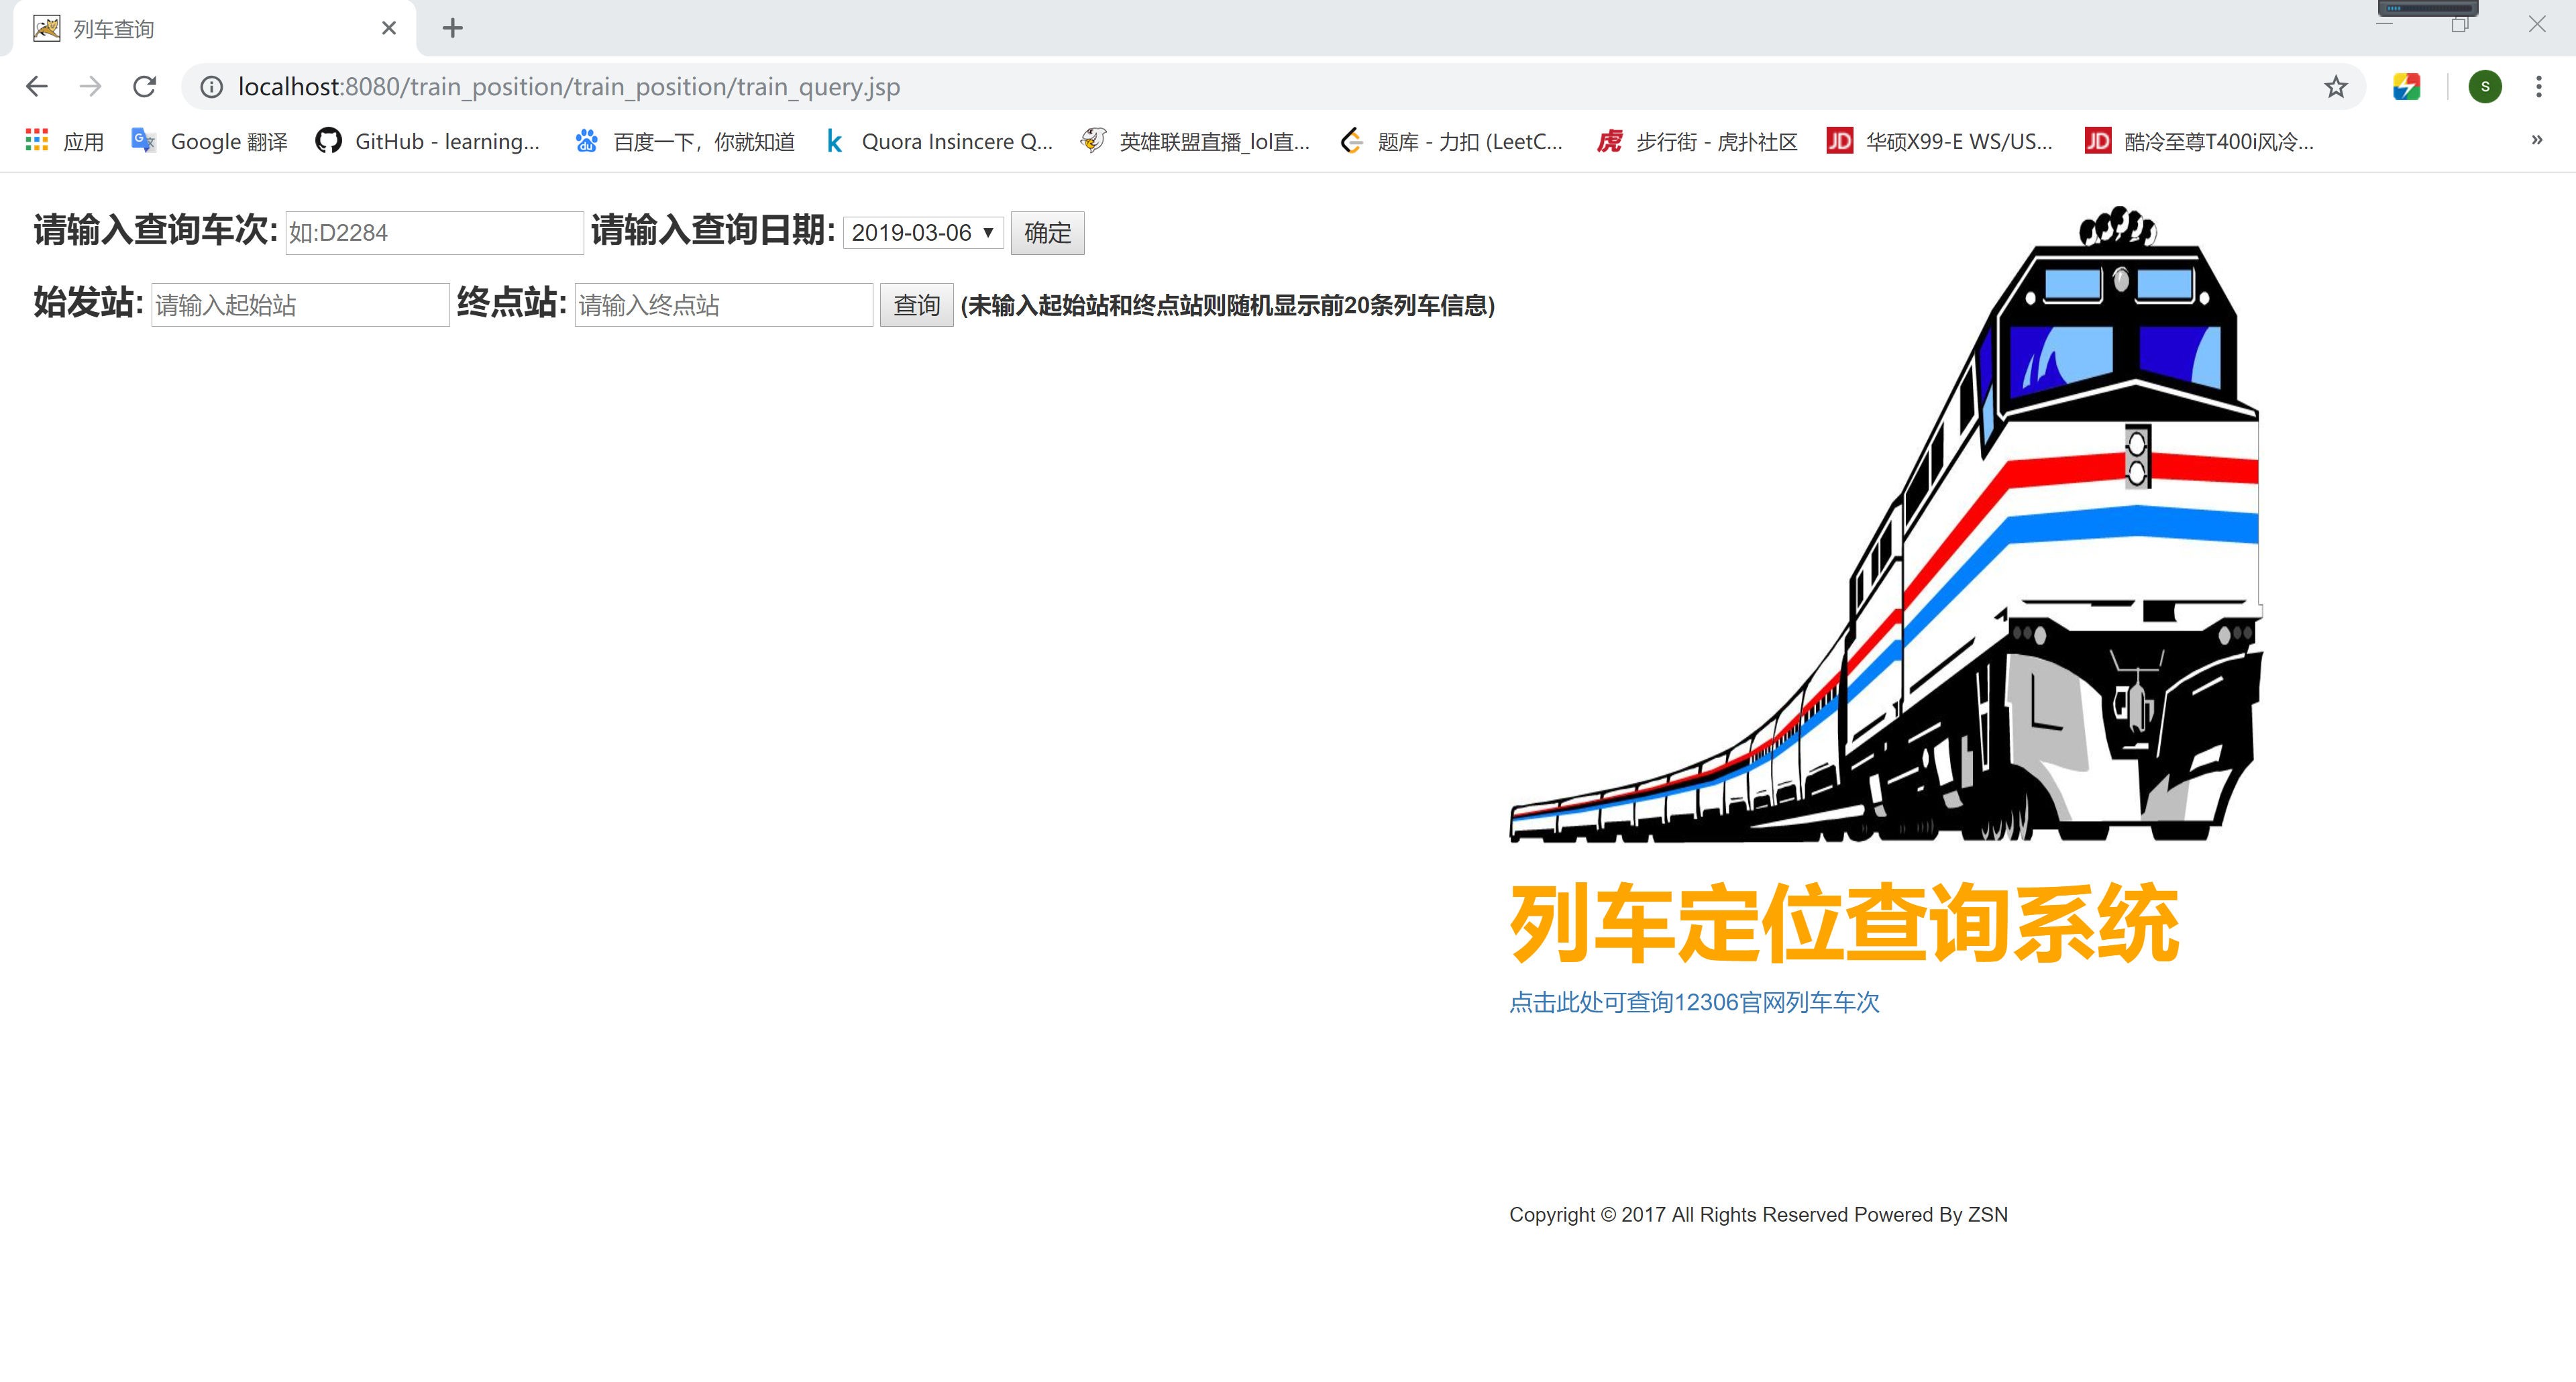 列车查询
localhost:8080/train_position/train_position/train_query.jsp
S
应用 Google 翻译 GitHub - learning... 百度一下，你就知道 Quora Insincere Q... 英雄联盟直播_lol直... 题库 - 力扣 (LeetC... 步行街 - 虎扑社区 华硕X99-E WS/US... 酷冷至尊T400i风冷... »
请输入查询车次: 如:D2284 请输入查询日期: 2019-03-06 确定
始发站: 请输入起始站 终点站: 请输入终点站 查询 (未输入起始站和终点站则随机显示前20条列车信息)
列车定位查询系统
点击此处可查询12306官网列车车次
Copyright © 2017 All Rights Reserved Powered By ZSN